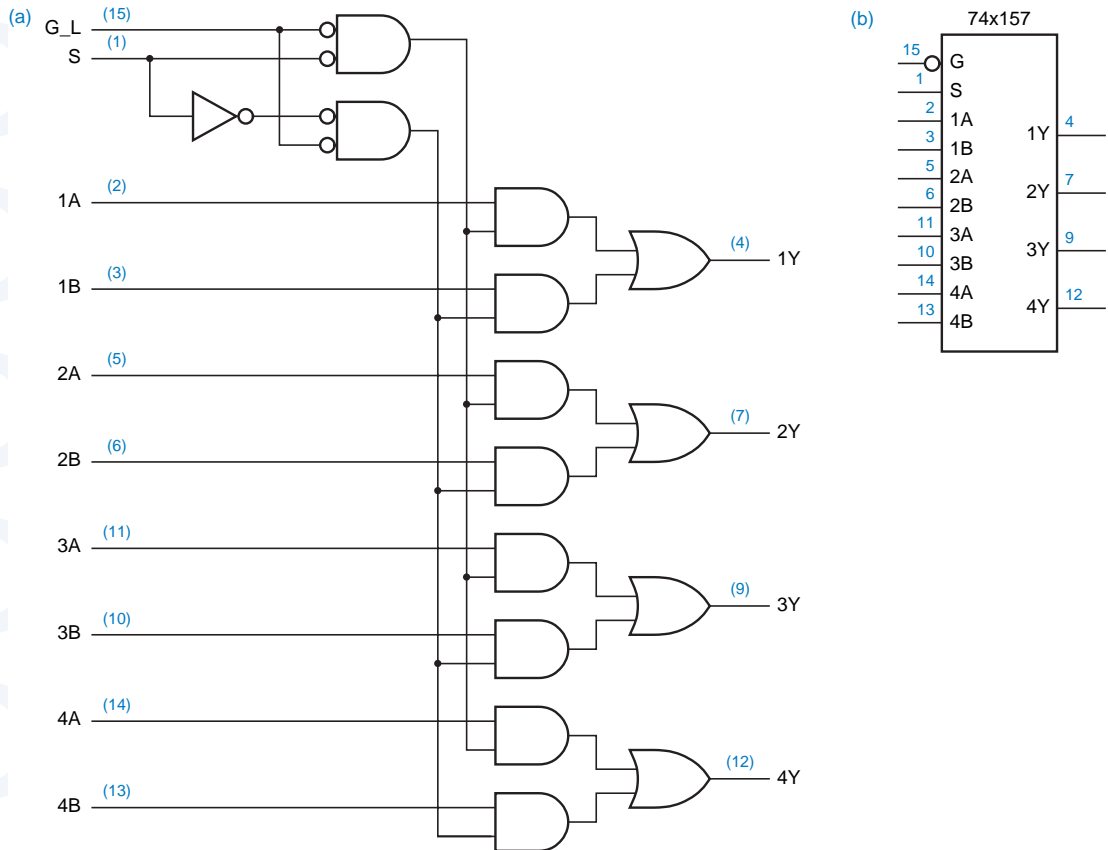 (a)
G_L (15)
S (1)
1A (2)
(4) 1Y
1B (3)
2A (5)
(7) 2Y
2B (6)
3A (11)
(9) 3Y
3B (10)
4A (14)
(12) 4Y
4B (13)
(b)
74x157
15 G
1 S
2 1A
1Y 4
3 1B
5 2A
2Y 7
6 2B
11 3A
3Y 9
10 3B
14 4A
4Y 12
13 4B